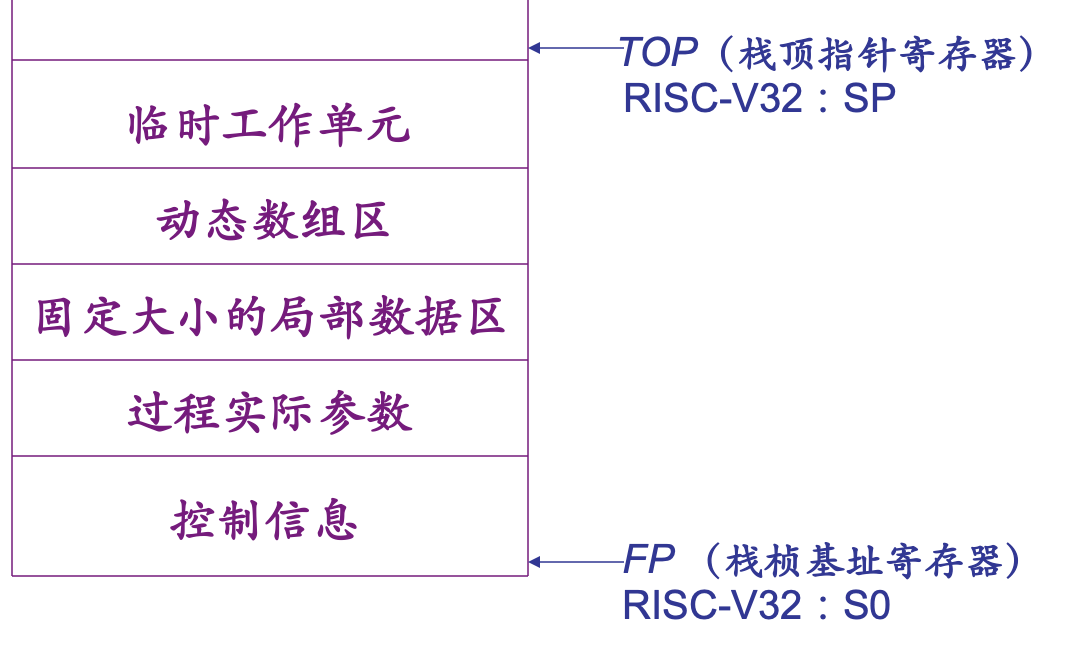 TOP（栈顶指针寄存器）
RISC-V32：SP
临时工作单元
动态数组区
固定大小的局部数据区
过程实际参数
控制信息
FP （栈桢基址寄存器）
RISC-V32：S0